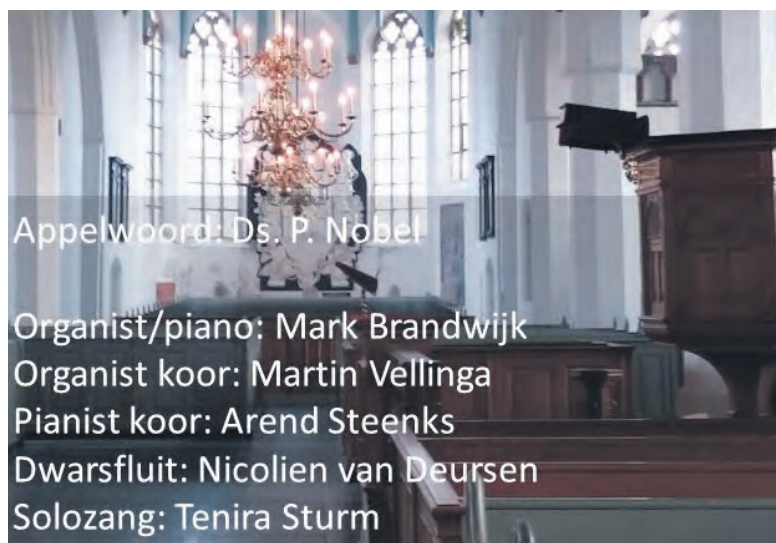 Appelwoord: Ds. P. Nobel
Organist/piano: Mark Brandwijk
Organist koor: Martin Vellinga
Pianist koor: Arend Steenks
Dwarsfluit: Nicolien van Deursen
Solozang: Tenira Sturm